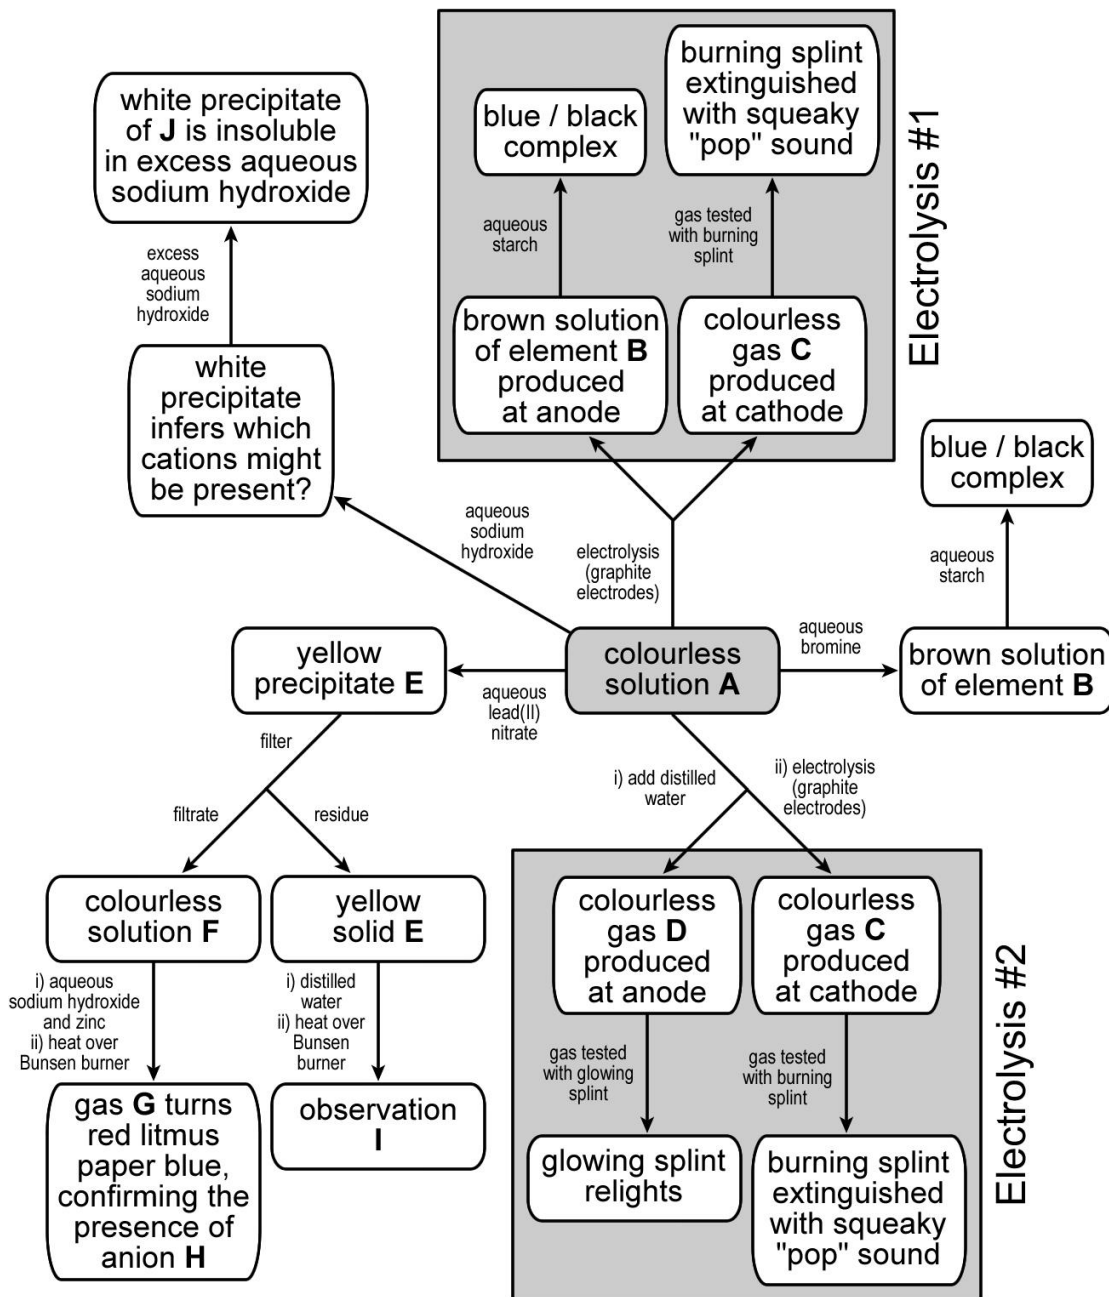 white precipitate
of J is insoluble
in excess aqueous
sodium hydroxide
excess
aqueous
sodium
hydroxide
white
precipitate
infers which
cations might
be present?
aqueous
sodium
hydroxide
blue / black
complex
aqueous
starch
brown solution
of element B
produced
at anode
burning splint
extinguished
with squeaky
"pop" sound
gas tested
with burning
splint
colourless
gas C
produced
at cathode
Electrolysis #1
electrolysis
(graphite
electrodes)
blue / black
complex
aqueous
starch
brown solution
of element B
aqueous
bromine
colourless
solution A
aqueous
lead(II)
nitrate
yellow
precipitate E
filter
filtrate
residue
colourless
solution F
i) aqueous
sodium hydroxide
and zinc
ii) heat over
Bunsen burner
gas G turns
red litmus
paper blue,
confirming the
presence of
anion H
yellow
solid E
i) distilled
water
ii) heat over
Bunsen
burner
observation
I
i) add distilled
water
ii) electrolysis
(graphite
electrodes)
colourless
gas D
produced
at anode
gas tested
with glowing
splint
glowing splint
relights
colourless
gas C
produced
at cathode
gas tested
with burning
splint
burning splint
extinguished
with squeaky
"pop" sound
Electrolysis #2